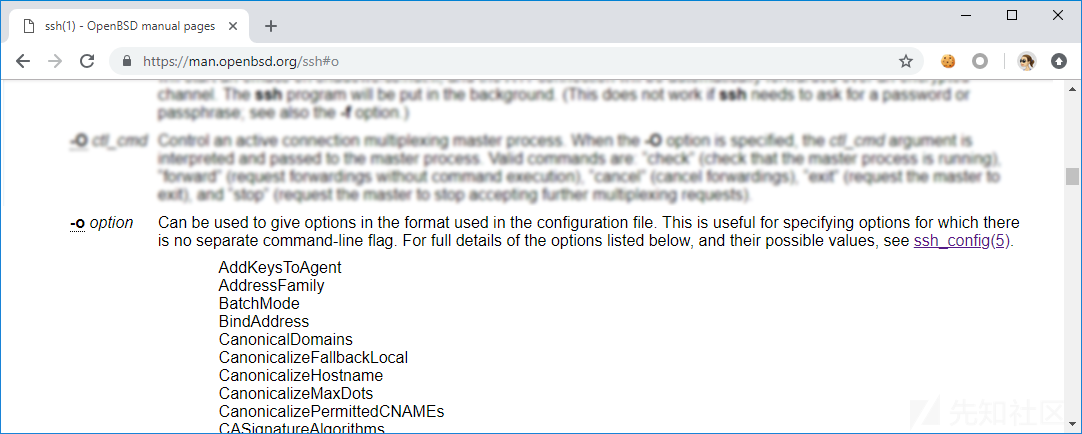 ssh(1) - OpenBSD manual pages
https://man.openbsd.org/ssh#o
channel. The ssh program will be put in the background. (This does not work if ssh needs to ask for a password or
passphrase; see also the -f option.)
-O ctl_cmd Control an active connection multiplexing master process. When the -O option is specified, the ctl_cmd argument is
interpreted and passed to the master process. Valid commands are: "check" (check that the master process is running),
"forward" (request forwardings without command execution), "cancel" (cancel forwardings), "exit" (request the master to
exit), and "stop" (request the master to stop accepting further multiplexing requests).
-o option Can be used to give options in the format used in the configuration file. This is useful for specifying options for which there
is no separate command-line flag. For full details of the options listed below, and their possible values, see ssh_config(5).
AddKeysToAgent
AddressFamily
BatchMode
BindAddress
CanonicalDomains
CanonicalizeFallbackLocal
CanonicalizeHostname
CanonicalizeMaxDots
CanonicalizePermittedCNAMEs
CASignatureAlgorithms
先知社区